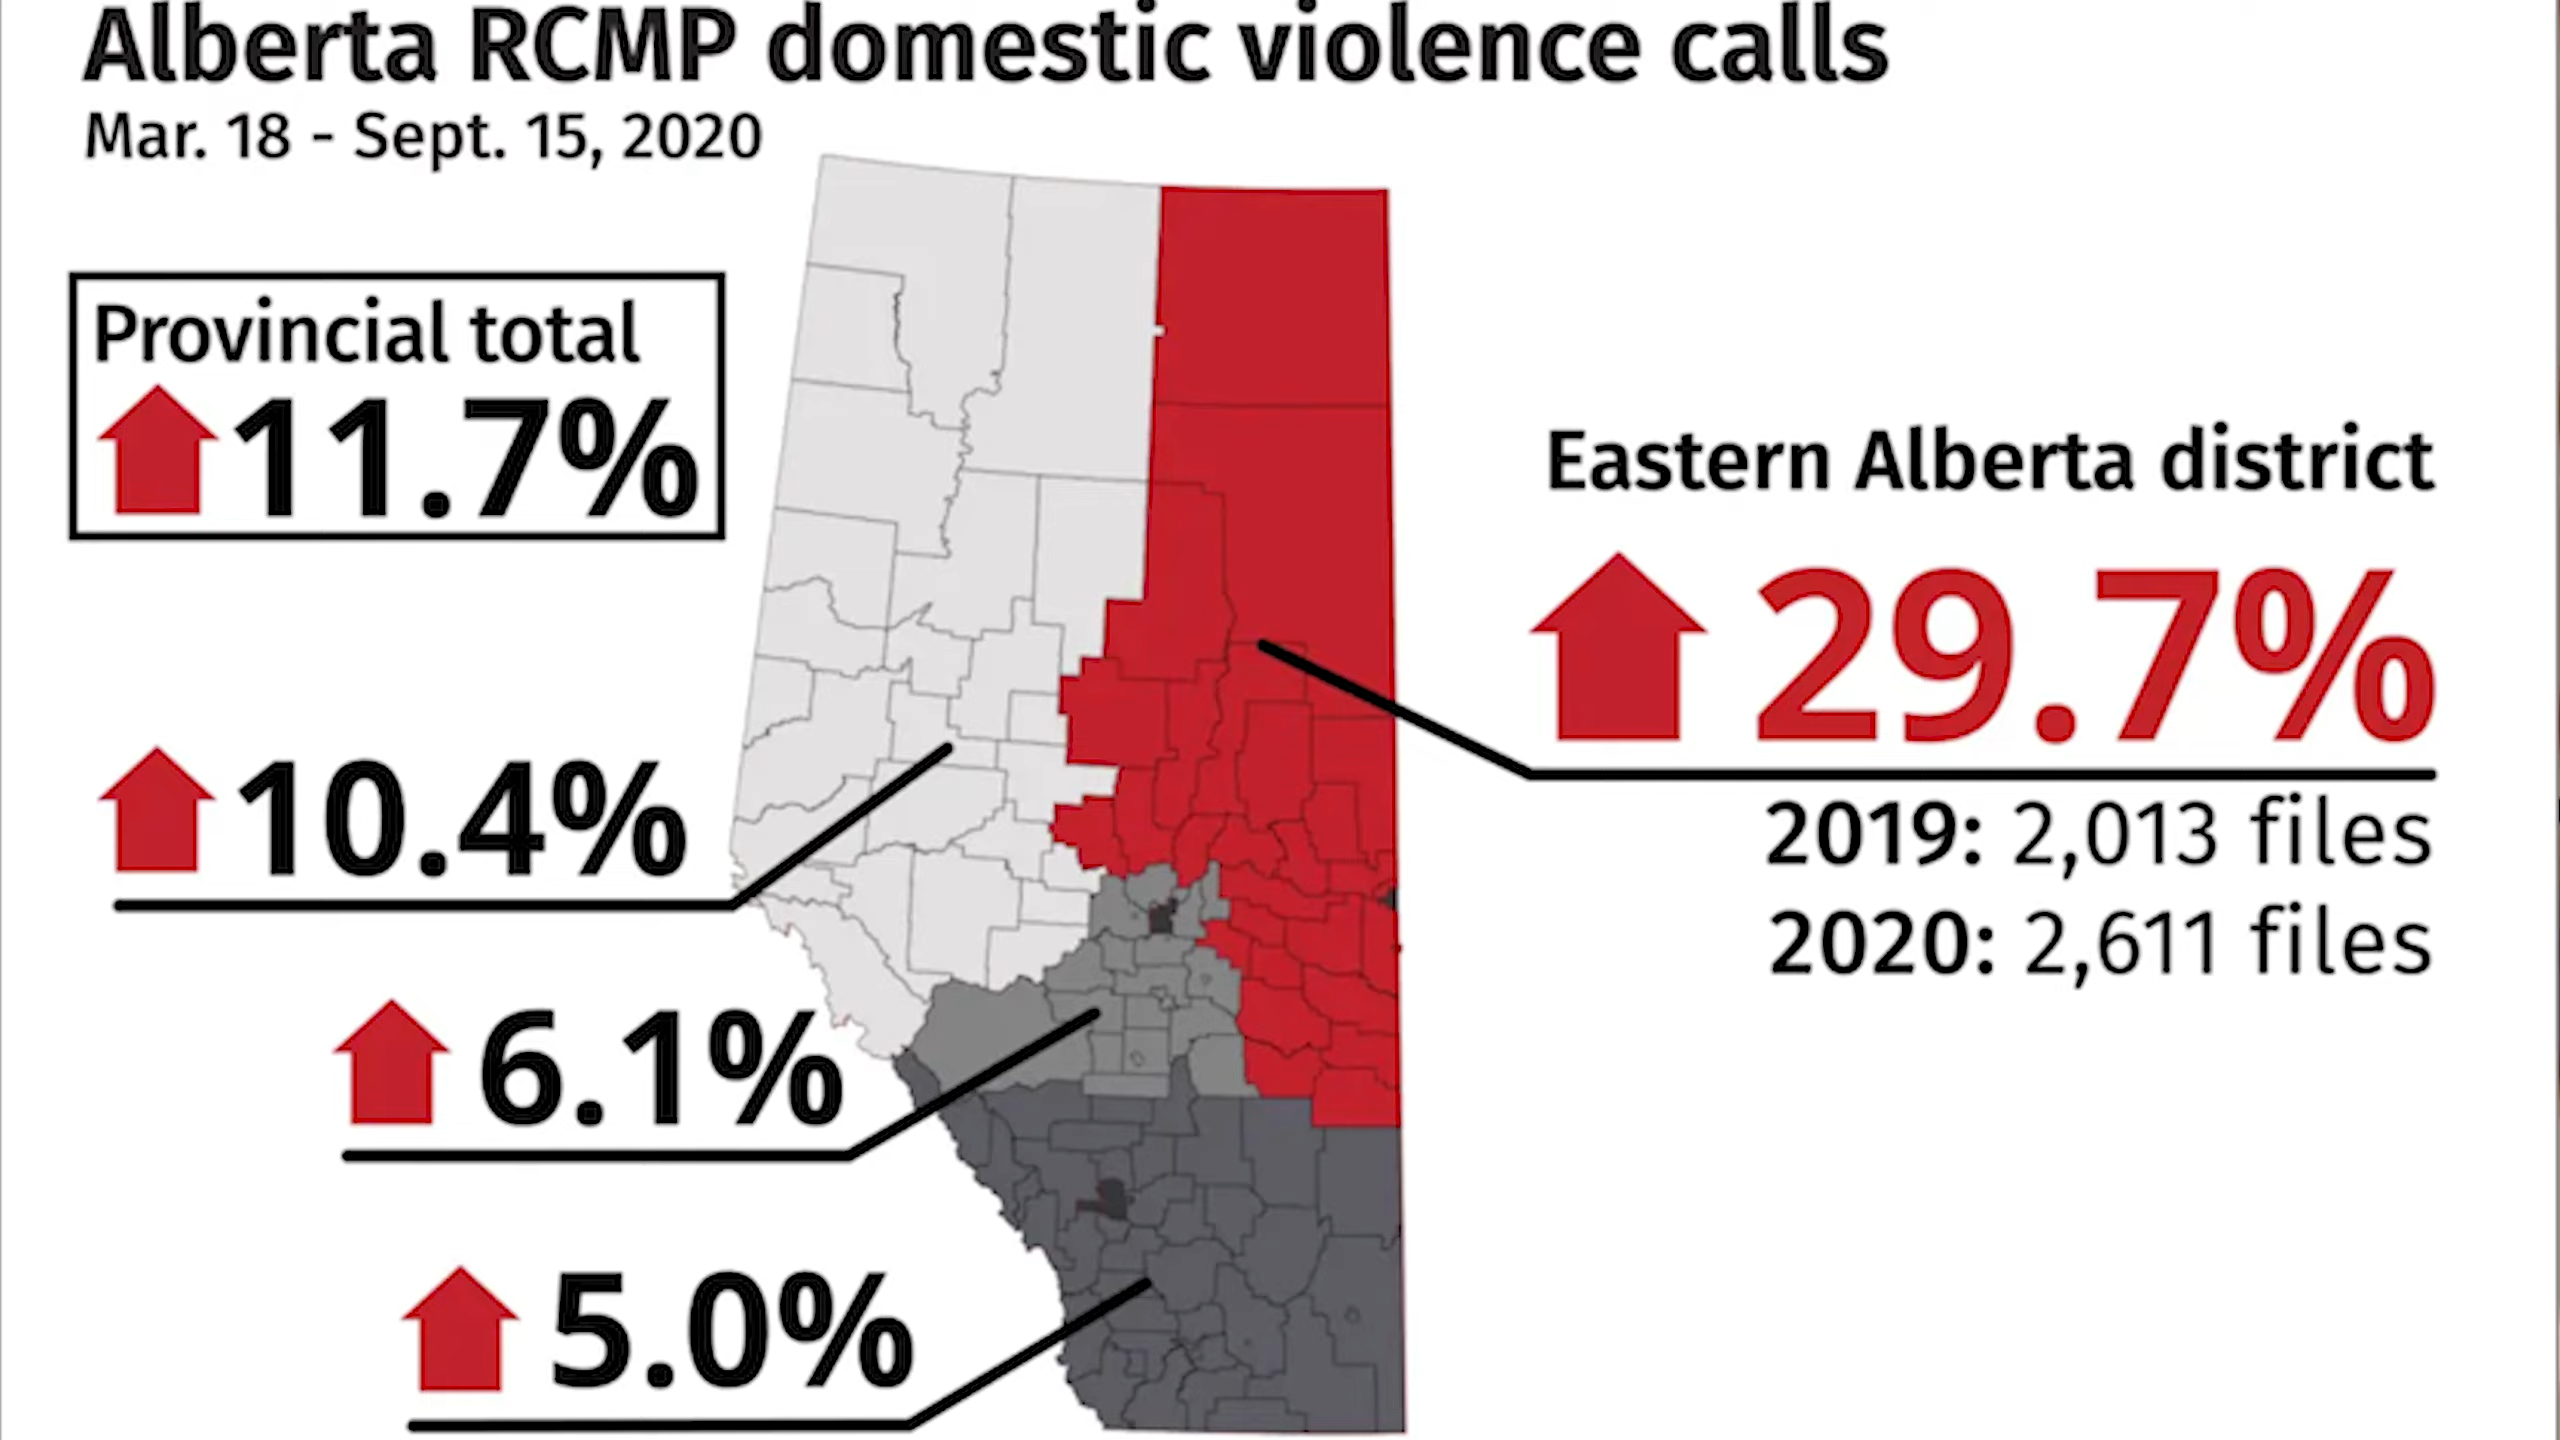 Alberta RCMP domestic violence calls
Mar. 18 - Sept. 15, 2020
Provincial total
11.7%
Eastern Alberta district
29.7%
2019: 2,013 files
2020: 2,611 files
10.4%
6.1%
5.0%